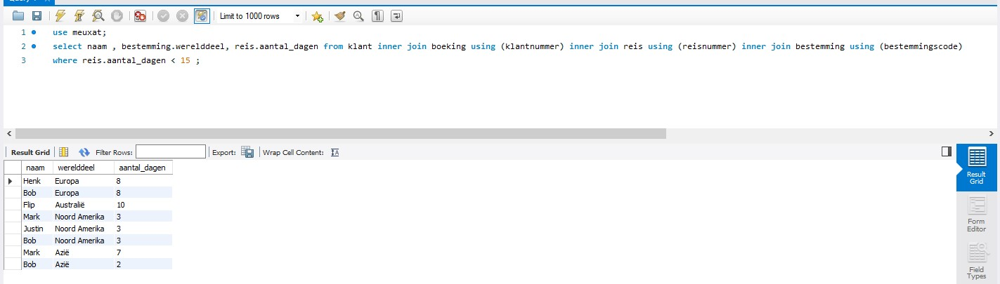 Limit to 1000 rows
1 use meuxat;
2 select naam , bestemming.werelddeel, reis.aantal_dagen from klant inner join boeking using (klantnummer) inner join reis using (reisnummer) inner join bestemming using (bestemmingscode)
3 where reis.aantal_dagen < 15 ;
Result Grid Filter Rows: Export: Wrap Cell Content:
naam werelddeel aantal_dagen
Henk Europa 8
Bob Europa 8
Flip Australië 10
Mark Noord Amerika 3
Justin Noord Amerika 3
Bob Noord Amerika 3
Mark Azië 7
Bob Azië 2
Result
Grid
Form
Editor
Field
Types